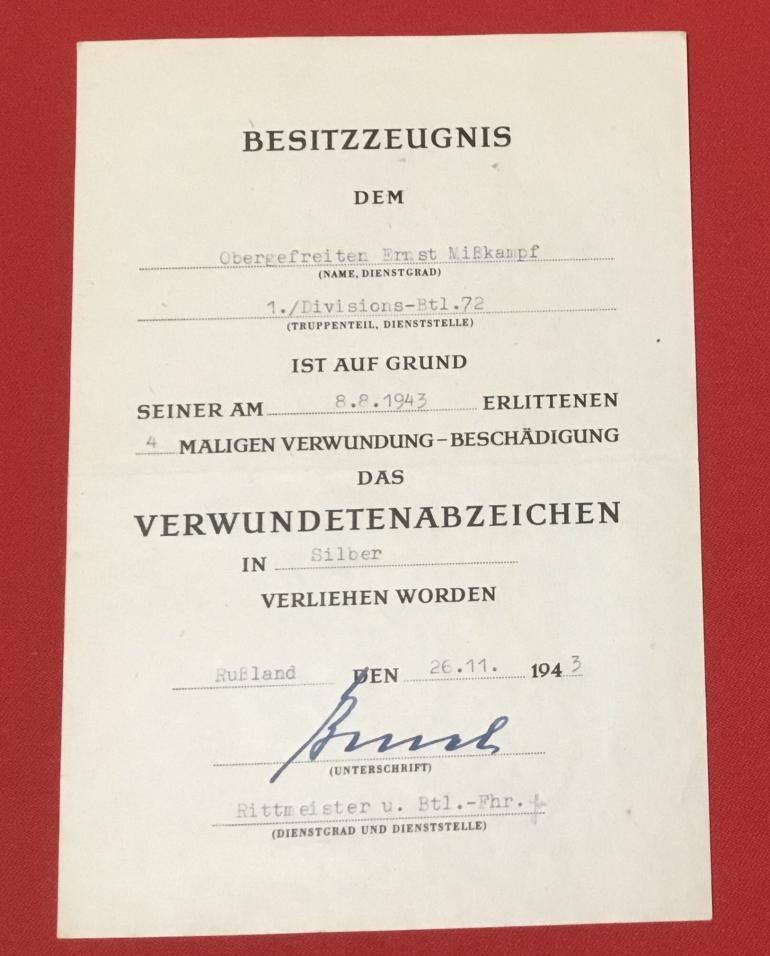 BESITZZEUGNIS
DEM
Obergefreiten Ernst Mißkampf
(NAME, DIENSTGRAD)
1./Divisions-Btl.72
(TRUPPENTEIL, DIENSTSTELLE)
IST AUF GRUND
SEINER AM 8.8.1943 ERLITTENEN
4 MALIGEN VERWUNDUNG – BESCHÄDIGUNG
DAS
VERWUNDETENABZEICHEN
IN Silber
VERLIEHEN WORDEN
Rußland DEN 26.11. 1943
(UNTERSCHRIFT)
Rittmeister u. Btl.-Fhr.
(DIENSTGRAD UND DIENSTSTELLE)